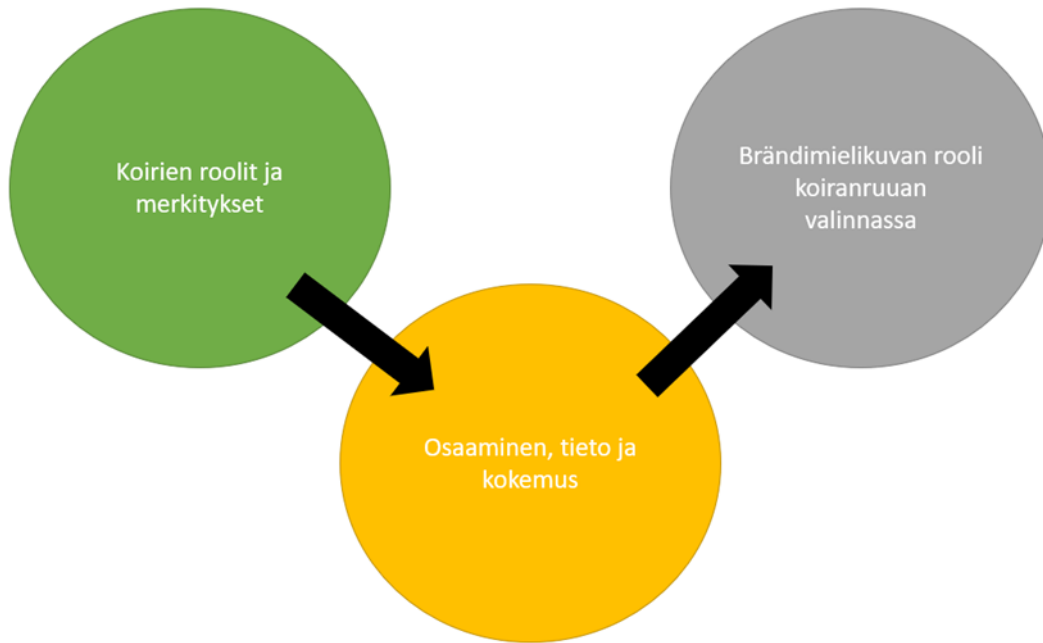 Koirien roolit ja
merkitykset
Brändimielikuvan rooli
koiranruuan
valinnassa
Osaaminen, tieto ja
kokemus